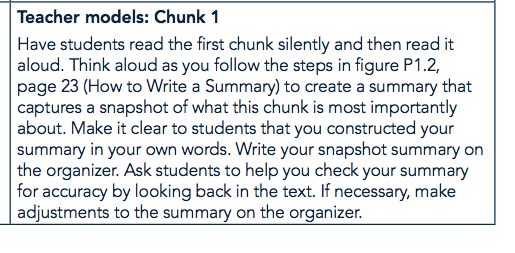 Teacher models: Chunk 1
Have students read the first chunk silently and then read it
aloud. Think aloud as you follow the steps in figure P1.2,
page 23 (How to Write a Summary) to create a summary that
captures a snapshot of what this chunk is most importantly
about. Make it clear to students that you constructed your
summary in your own words. Write your snapshot summary on
the organizer. Ask students to help you check your summary
for accuracy by looking back in the text. If necessary, make
adjustments to the summary on the organizer.